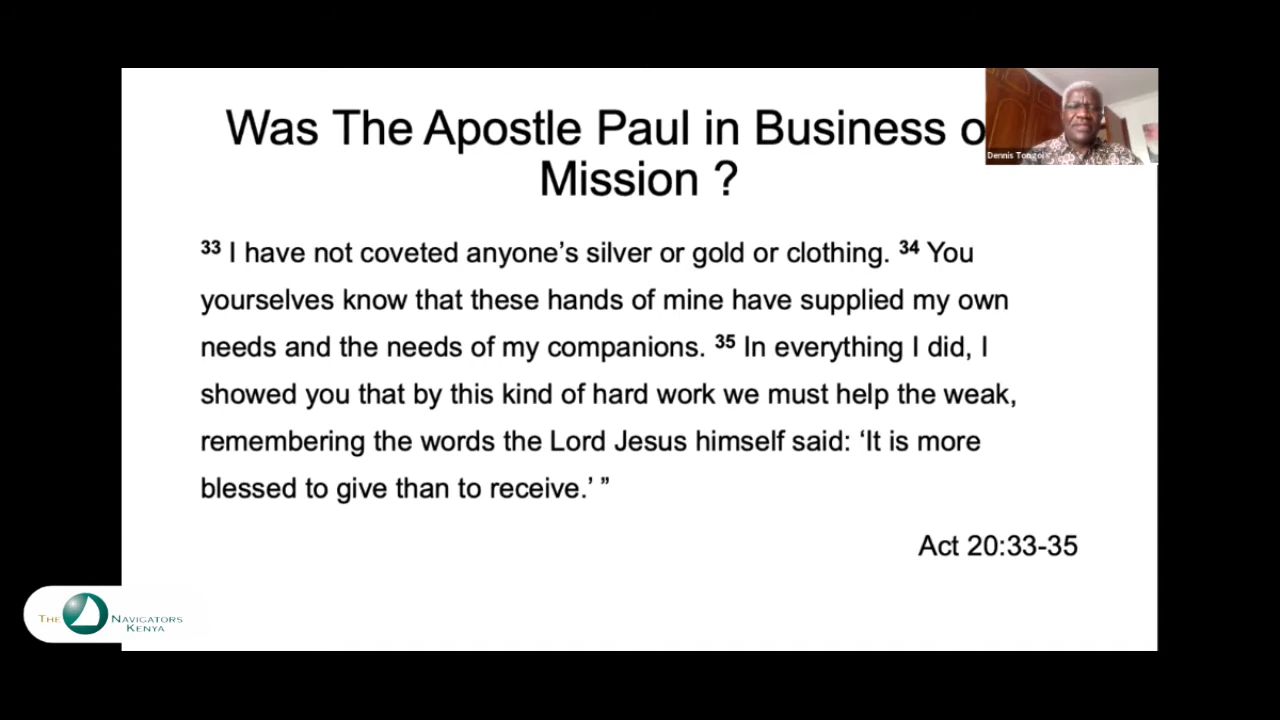 Was The Apostle Paul in Business
Mission ?
Dennis
33 I have not coveted anyone’s silver or gold or clothing. 34 You
yourselves know that these hands of mine have supplied my own
needs and the needs of my companions. 35 In everything I did, I
showed you that by this kind of hard work we must help the weak,
remembering the words the Lord Jesus himself said: ‘It is more
blessed to give than to receive.’ ”
Act 20:33-35
THE NAVIGATORS
KENYA